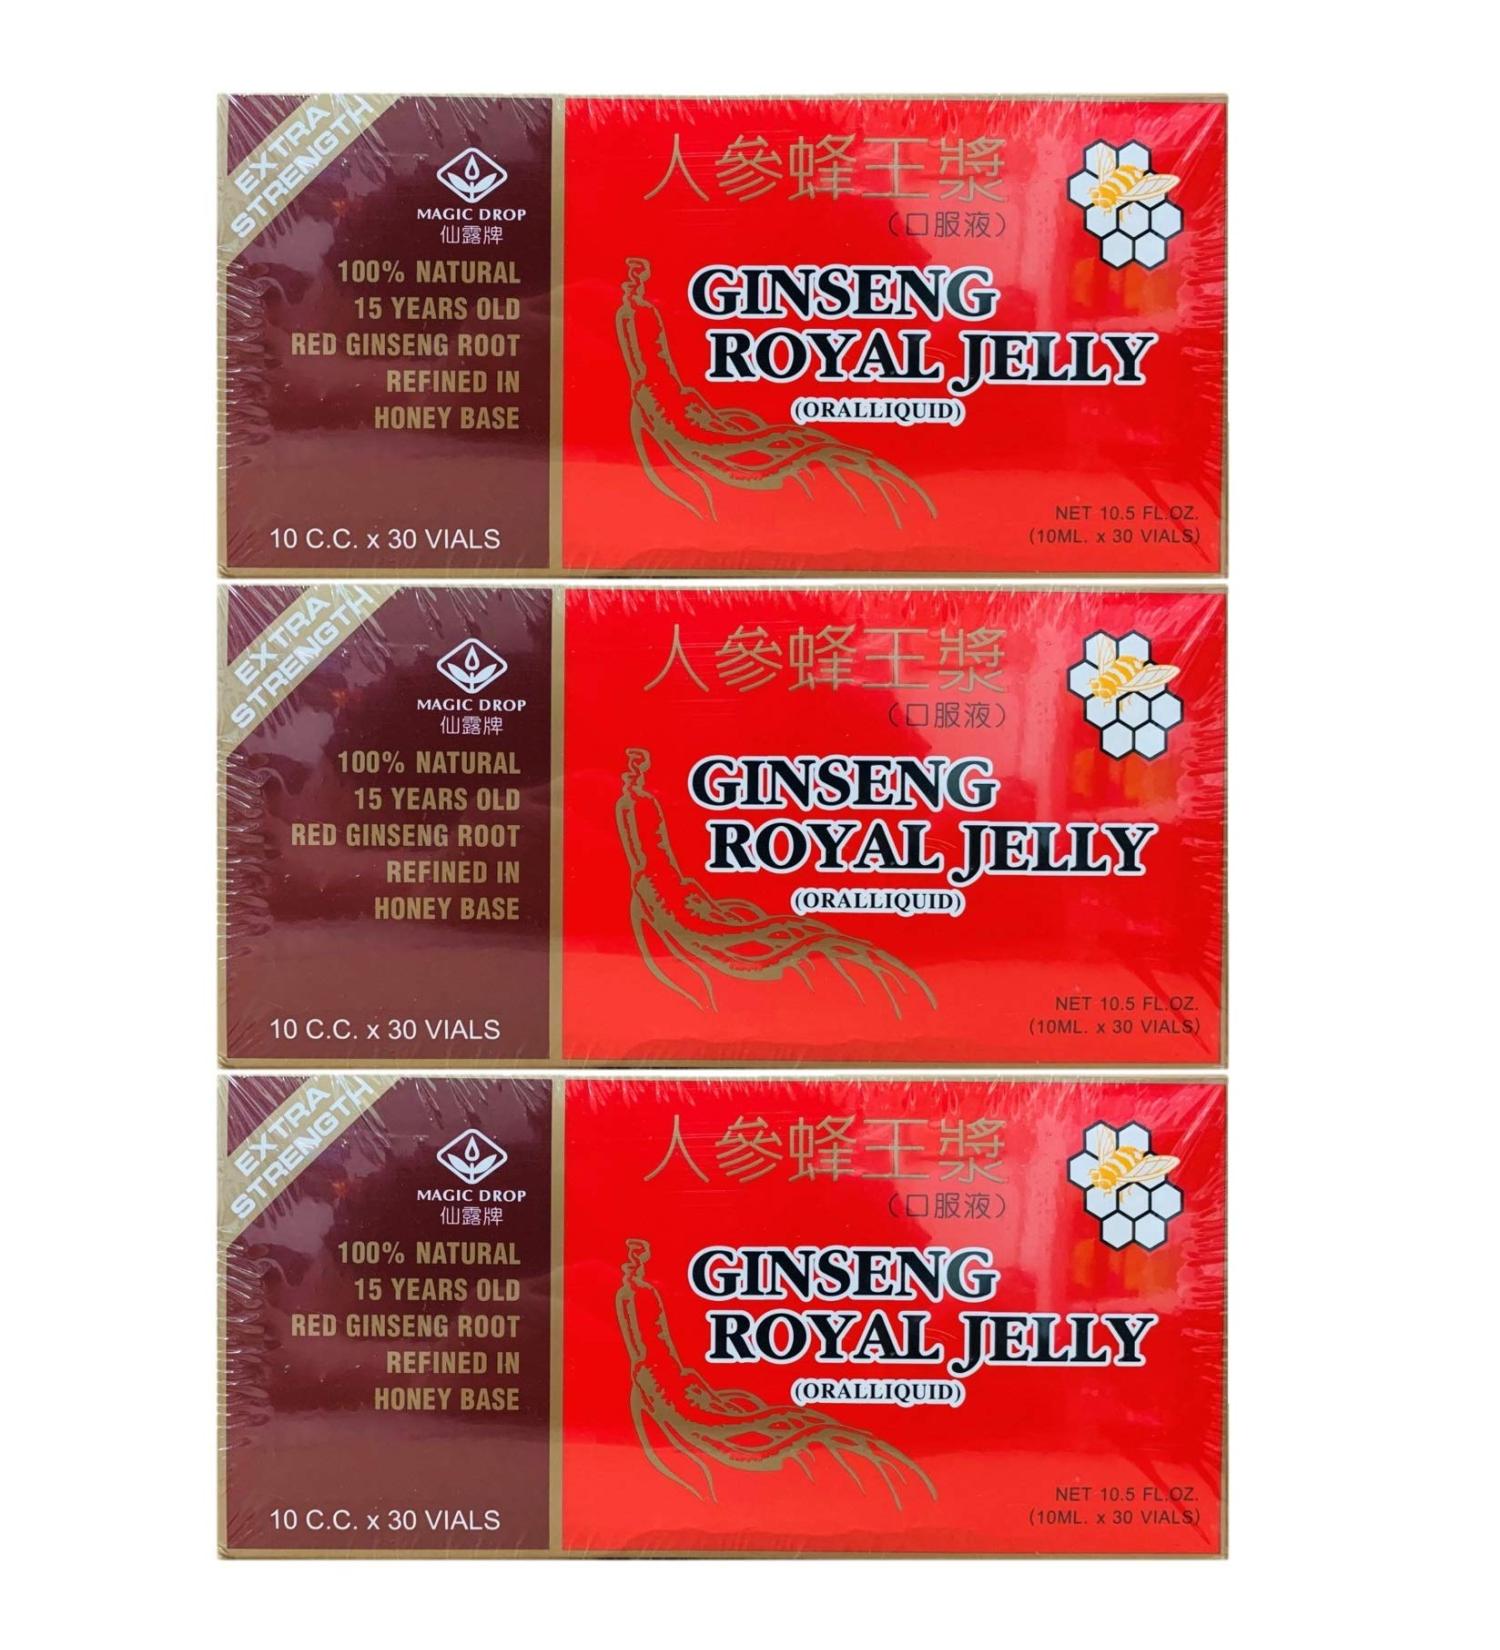 EXTRA
STRENGTH
MAGIC DROP
仙露牌
100% NATURAL
15 YEARS OLD
RED GINSENG ROOT
REFINED IN
HONEY BASE
10 C.C. x 30 VIALS
人參蜂王漿
（口服液）
GINSENG
ROYAL JELLY
(ORALLIQUID)
NET 10.5 FL.OZ.
(10ML. x 30 VIALS)
EXTRA
STRENGTH
MAGIC DROP
仙露牌
100% NATURAL
15 YEARS OLD
RED GINSENG ROOT
REFINED IN
HONEY BASE
10 C.C. x 30 VIALS
人參蜂王漿
（口服液）
GINSENG
ROYAL JELLY
(ORALLIQUID)
NET 10.5 FL.OZ.
(10ML. x 30 VIALS)
EXTRA
STRENGTH
MAGIC DROP
仙露牌
100% NATURAL
15 YEARS OLD
RED GINSENG ROOT
REFINED IN
HONEY BASE
10 C.C. x 30 VIALS
人參蜂王漿
（口服液）
GINSENG
ROYAL JELLY
(ORALLIQUID)
NET 10.5 FL.OZ.
(10ML. x 30 VIALS)